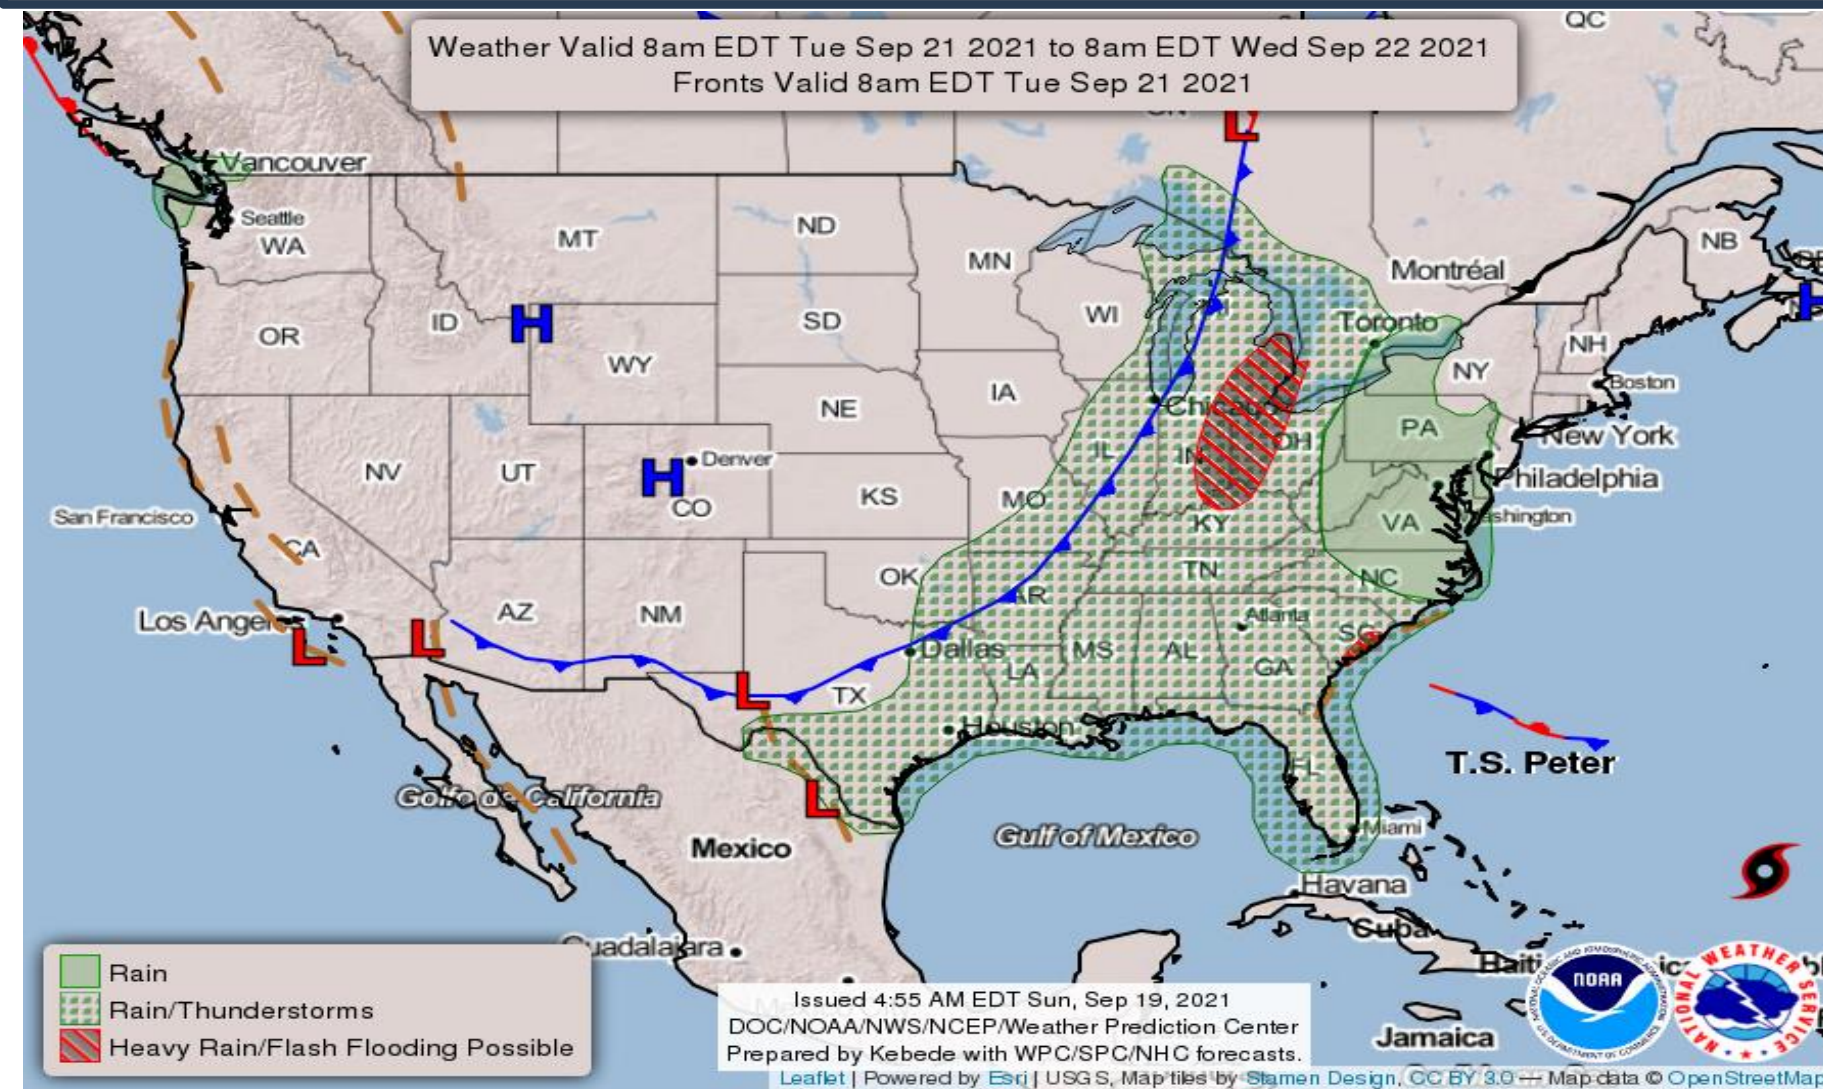 Weather Valid 8am EDT Tue Sep 21 2021 to 8am EDT Wed Sep 22 2021
Fronts Valid 8am EDT Tue Sep 21 2021
QC
L
Vancouver
Seattle
WA
MT
ND
MN
Montréal
NB
OR
ID
H
WY
SD
WI
Toronto
NH
H
NY
Boston
NE
IA
Chicago
PA
New York
NV
UT
H
Denver
CO
KS
MO
IL
IN
OH
Philadelphia
San Francisco
CA
KY
VA
OK
TN
NC
Los
L
L
AZ
NM
AR
Atlanta
SC
Dallas
MS
AL
GA
LA
L
TX
Houston
T.S. Peter
FL
Golfo de California
L
Mexico
Gulf of Mexico
Miami
Havana
Cuba
Guadalajara
Haiti
Jamaica
Rain
Rain/Thunderstorms
Heavy Rain/Flash Flooding Possible
Issued 4:55 AM EDT Sun, Sep 19, 2021
DOC/NOAA/NWS/NCEP/Weather Prediction Center
Prepared by Kebede with WPC/SPC/NHC forecasts.
NOAA
NATIONAL WEATHER SERVICE
Leaflet | Powered by Esri | USGS, Map tiles by Stamen Design, CC BY 3.0 — Map data © OpenStreetMap